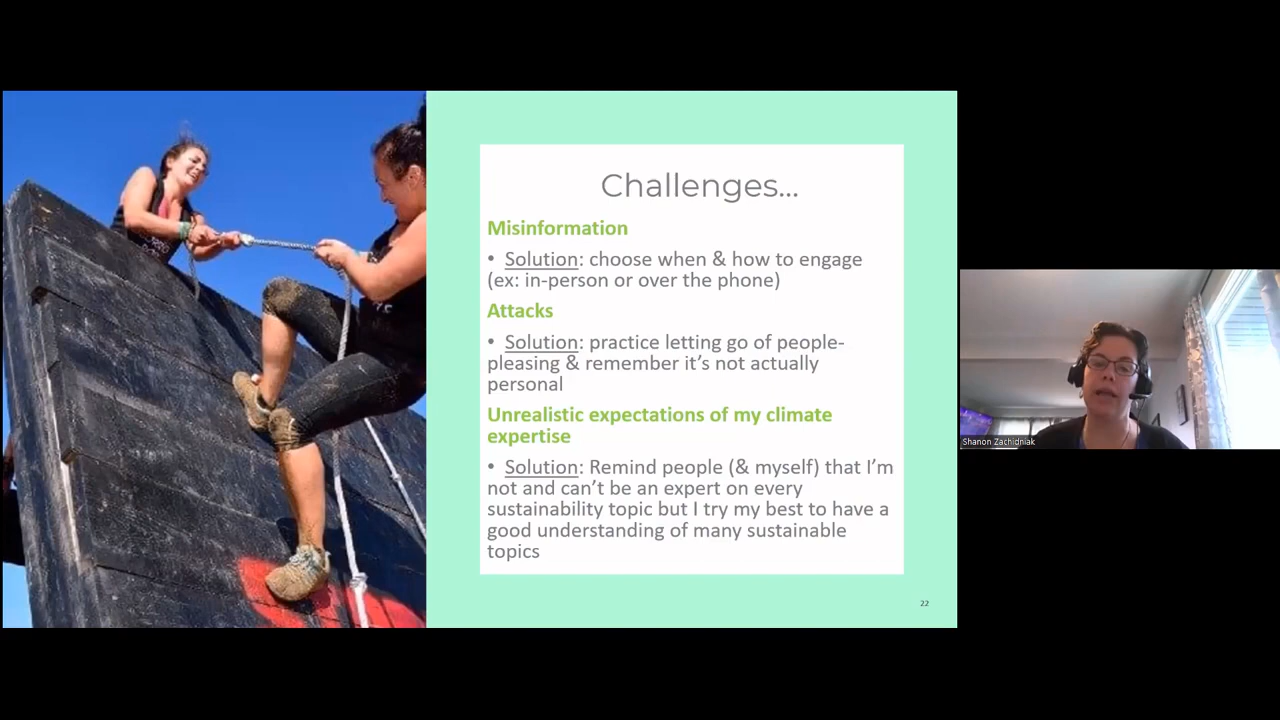 Challenges...
Misinformation
• Solution: choose when & how to engage
(ex: in-person or over the phone)
Attacks
• Solution: practice letting go of people-
pleasing & remember it’s not actually
personal
Unrealistic expectations of my climate
expertise
• Solution: Remind people (& myself) that I’m
not and can’t be an expert on every
sustainability topic but I try my best to have a
good understanding of many sustainable
topics
22
Shanon Zachidniak